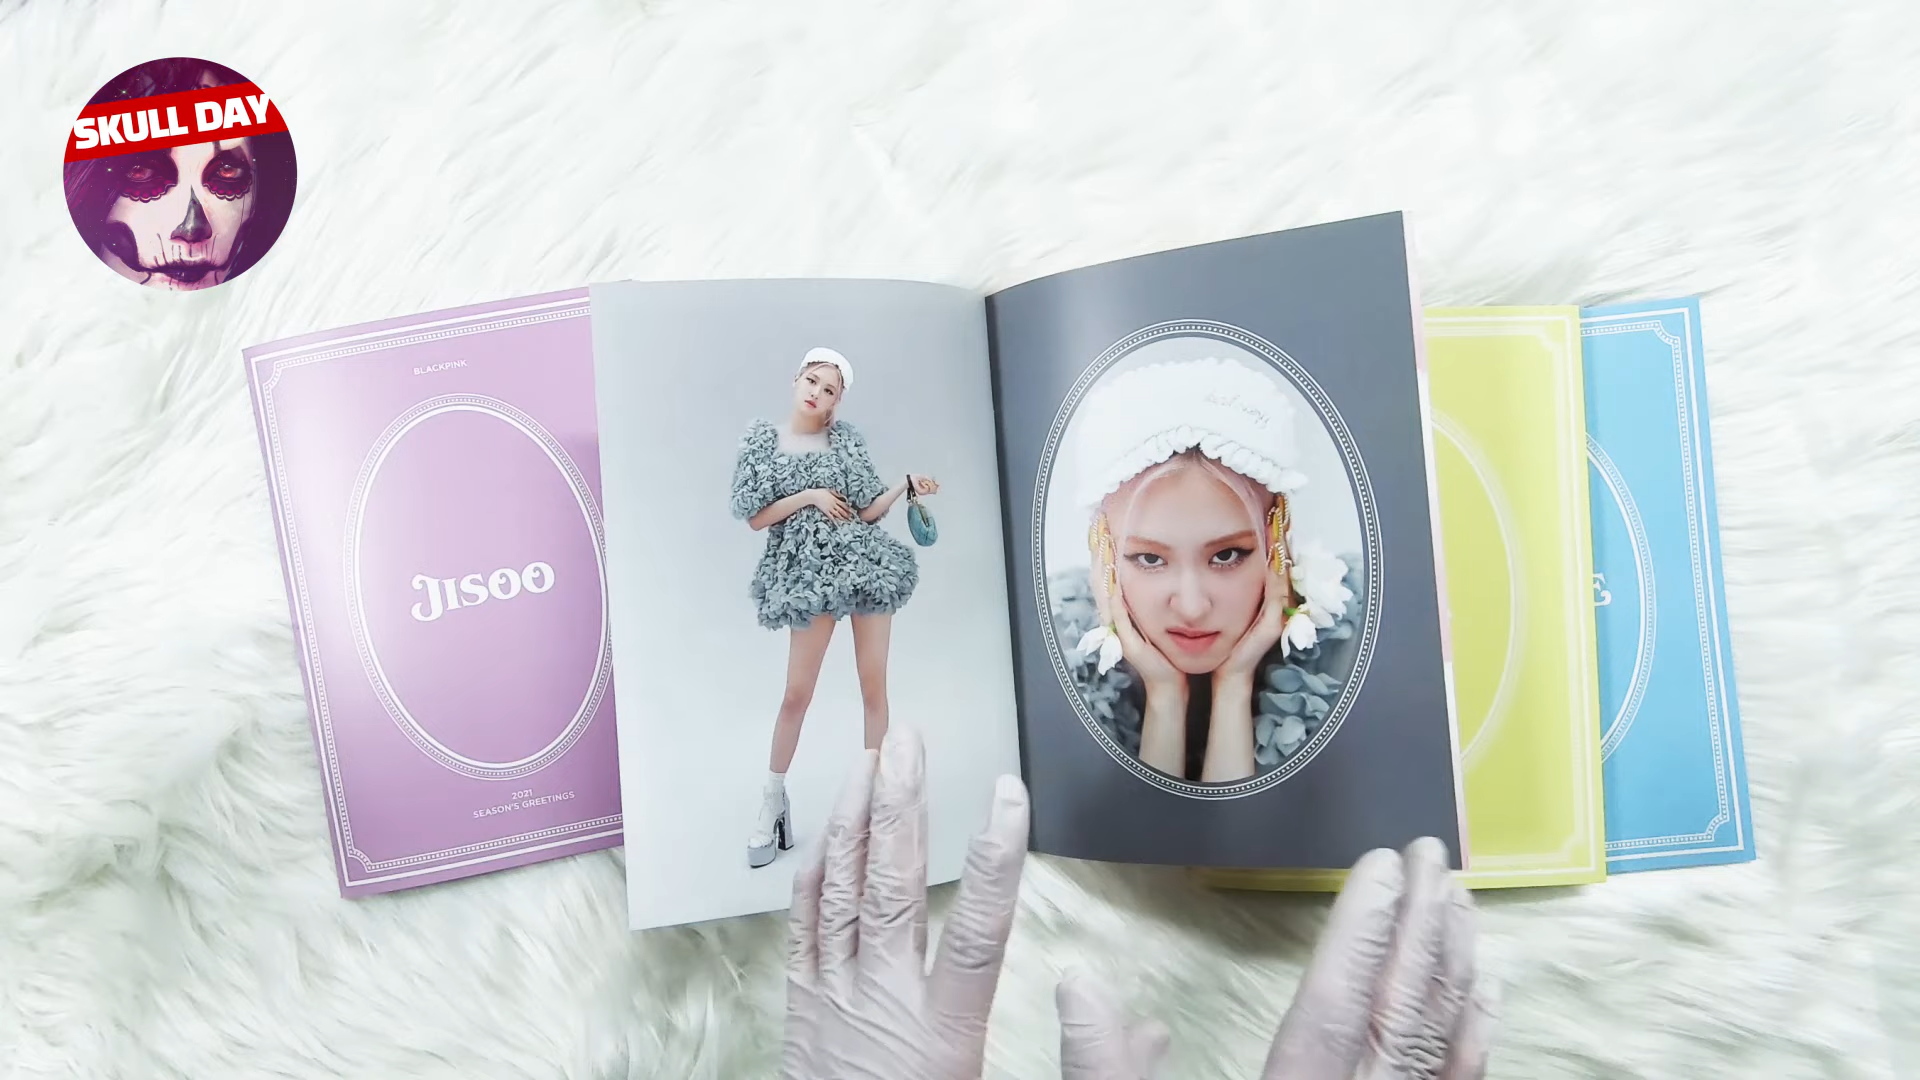 SKULL DAY
BLACKPINK
JISOO
2021
SEASON'S GREETINGS
E